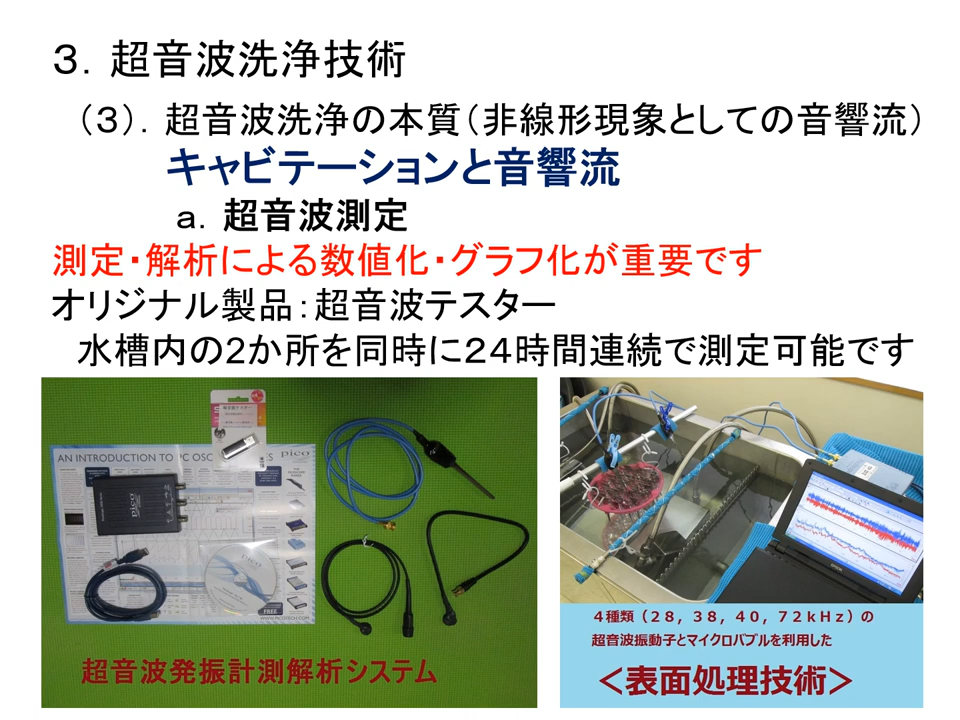 ３．超音波洗浄技術
（３）．超音波洗浄の本質（非線形現象としての音響流）
キャビテーションと音響流
ａ．超音波測定
測定・解析による数値化・グラフ化が重要です
オリジナル製品：超音波テスター
水槽内の２か所を同時に２４時間連続で測定可能です
AN INTRODUCTION TO PC OSC
pico
pico
FREE
WWW.PICOTECH.COM
超音波発振計測解析システム
EPSON
４種類（２８，３８，４０，７２ｋＨｚ）の
超音波振動子とマイクロバブルを利用した
＜表面処理技術＞